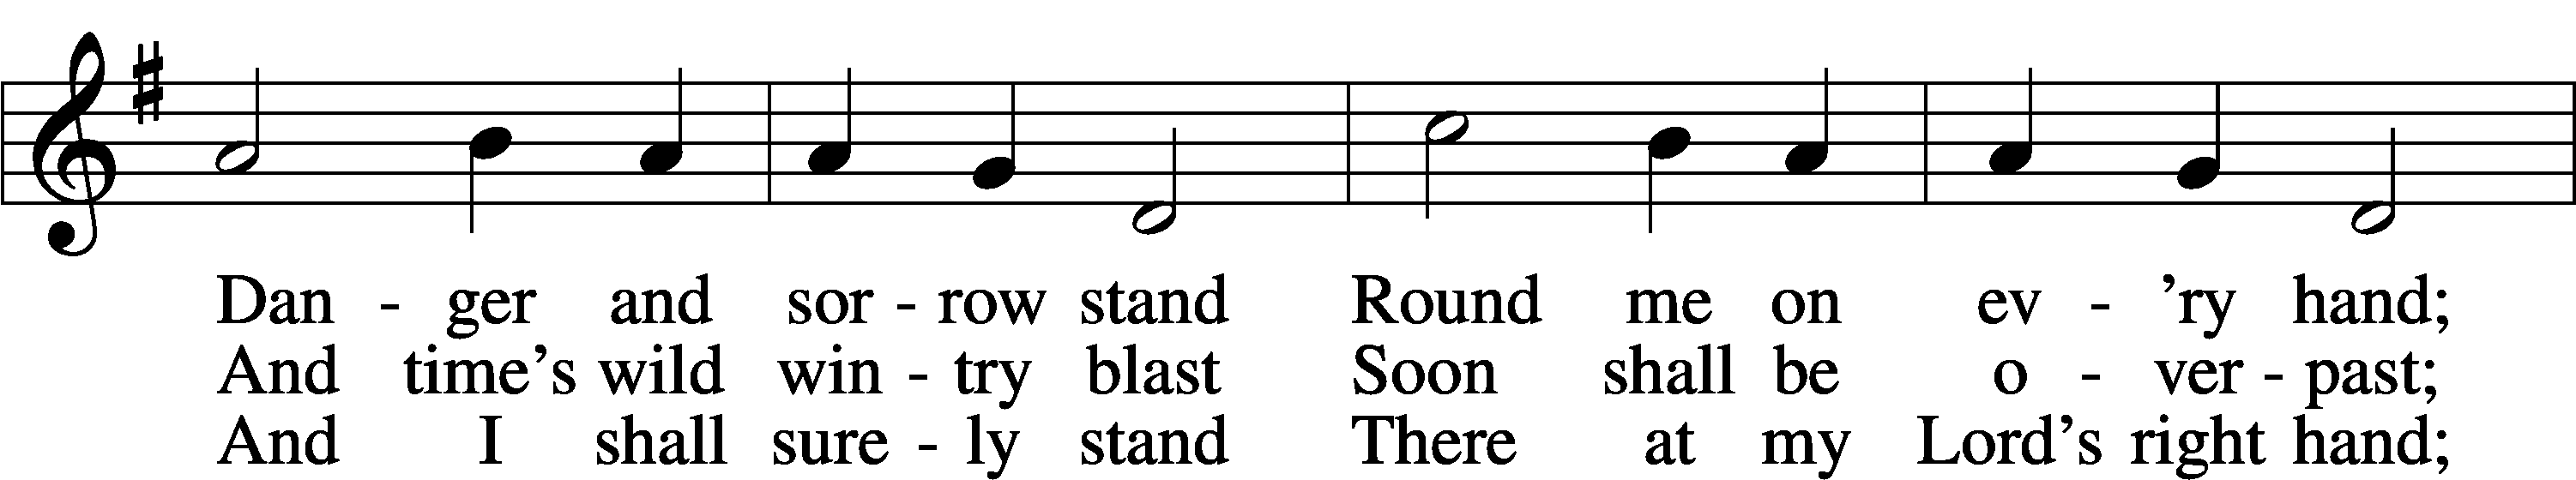 Dan - ger and sor - row stand Round me on ev - ’ry hand;
And time’s wild win - try blast Soon shall be o - ver - past;
And I shall sure - ly stand There at my Lord’s right hand;